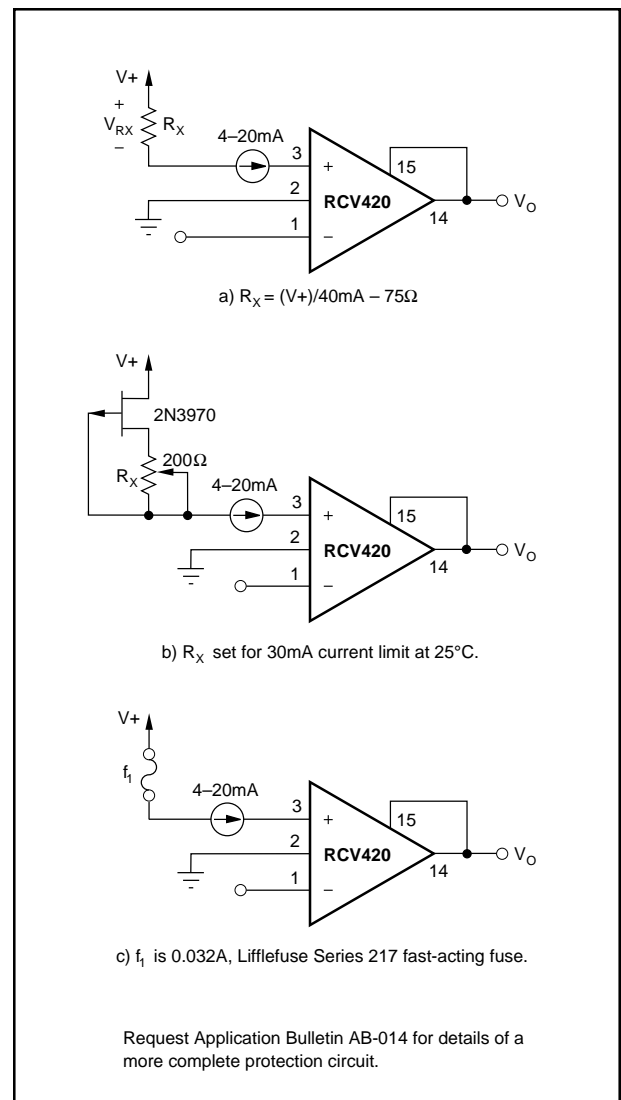 V+
+
V_RX R_X
–
4–20mA
3
+
15
2
RCV420
V_O
14
1
–
a) R_X = (V+)/40mA – 75Ω
V+
2N3970
200Ω
R_X
4–20mA
3
+
15
2
RCV420
V_O
14
1
–
b) R_X set for 30mA current limit at 25°C.
V+
f_1
4–20mA
3
+
15
2
RCV420
V_O
14
1
–
c) f_1 is 0.032A, Lifflefuse Series 217 fast-acting fuse.
Request Application Bulletin AB-014 for details of a
more complete protection circuit.